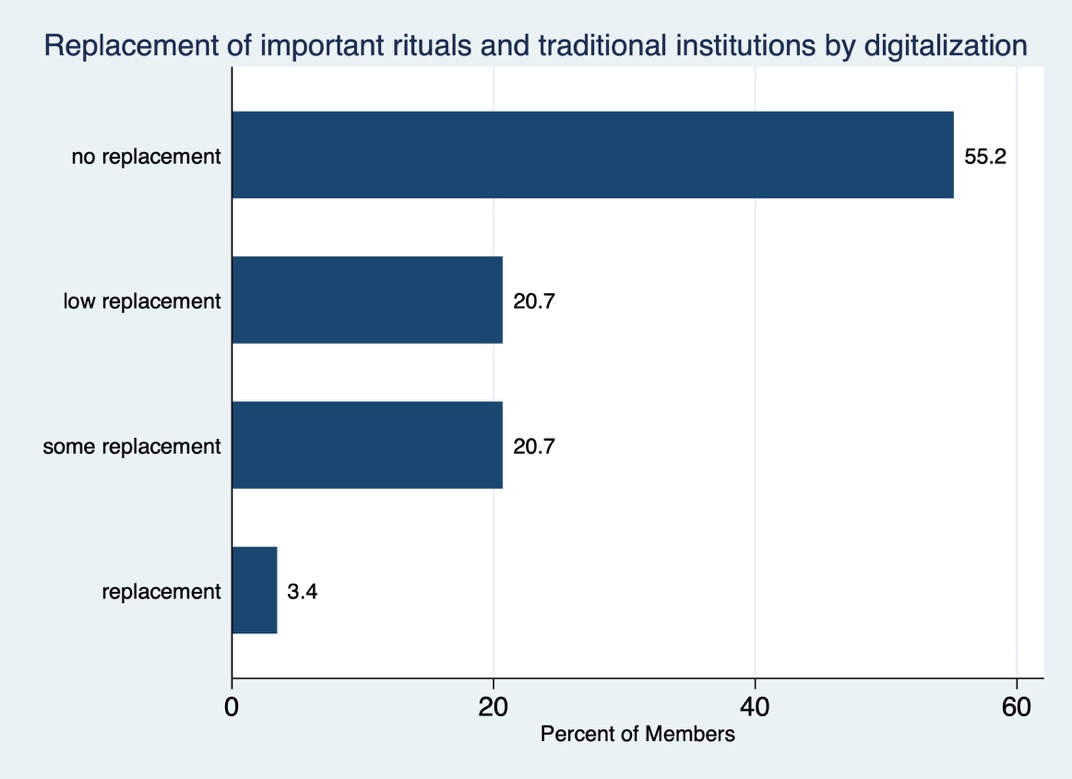 Replacement of important rituals and traditional institutions by digitalization
no replacement
55.2
low replacement
20.7
some replacement
20.7
replacement
3.4
0 20 40 60
Percent of Members